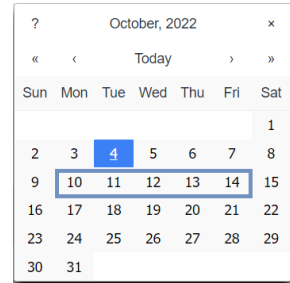 ? October, 2022 ×
« ‹ Today › »
Sun Mon Tue Wed Thu Fri Sat
1
2 3 4 5 6 7 8
9 10 11 12 13 14 15
16 17 18 19 20 21 22
23 24 25 26 27 28 29
30 31